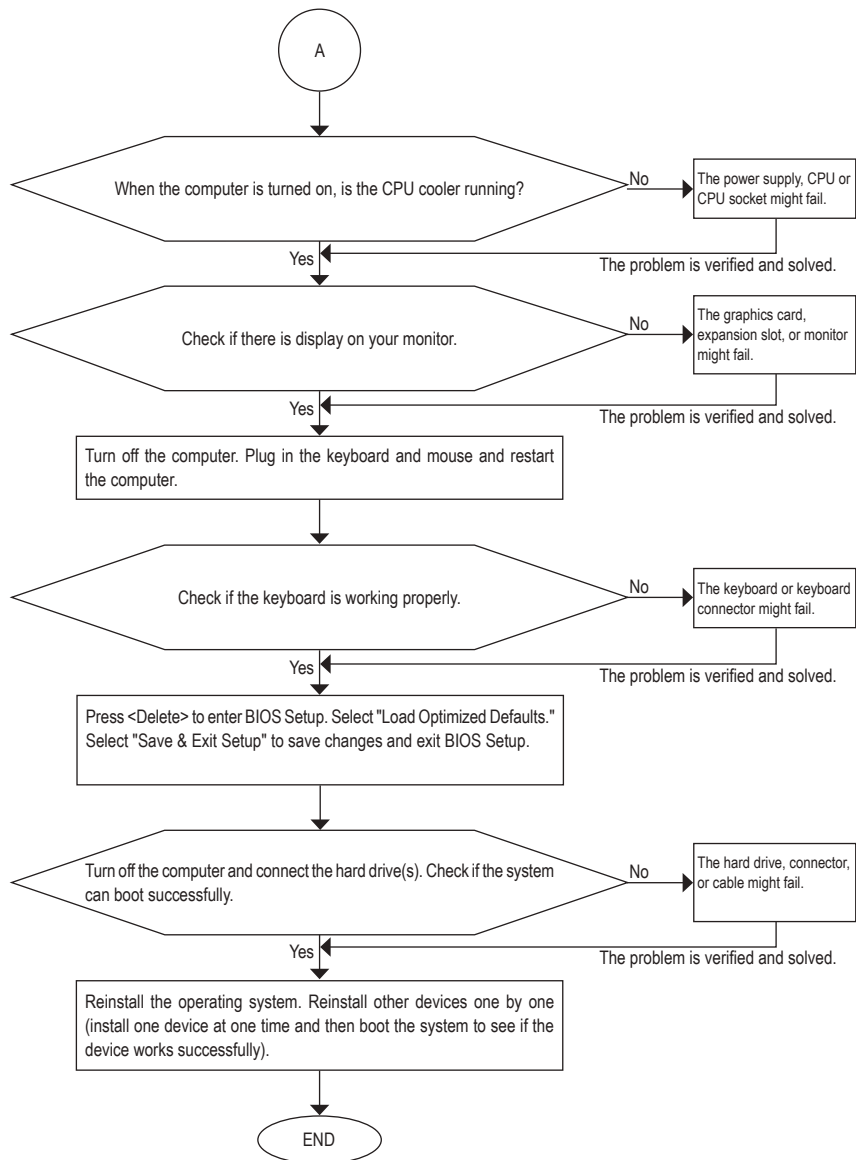 A
When the computer is turned on, is the CPU cooler running?
No
The power supply, CPU or
CPU socket might fail.
Yes
The problem is verified and solved.
Check if there is display on your monitor.
No
The graphics card,
expansion slot, or monitor
might fail.
Yes
The problem is verified and solved.
Turn off the computer. Plug in the keyboard and mouse and restart
the computer.
Check if the keyboard is working properly.
No
The keyboard or keyboard
connector might fail.
Yes
The problem is verified and solved.
Press <Delete> to enter BIOS Setup. Select "Load Optimized Defaults."
Select "Save & Exit Setup" to save changes and exit BIOS Setup.
Turn off the computer and connect the hard drive(s). Check if the system
can boot successfully.
No
The hard drive, connector,
or cable might fail.
Yes
The problem is verified and solved.
Reinstall the operating system. Reinstall other devices one by one
(install one device at one time and then boot the system to see if the
device works successfully).
END